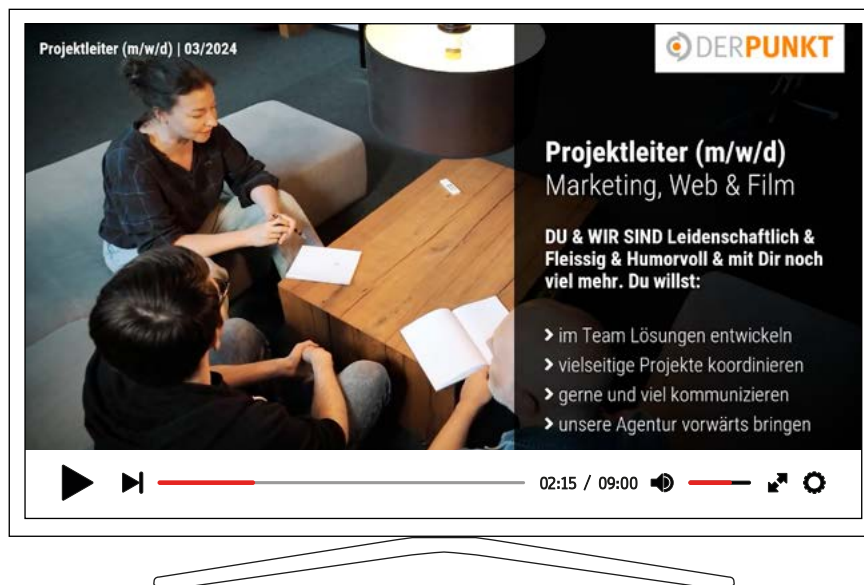 Projektleiter (m/w/d) | 03/2024
DERPUNKT
Projektleiter (m/w/d)
Marketing, Web & Film
DU & WIR SIND Leidenschaftlich &
Fleissig & Humorvoll & mit Dir noch
viel mehr. Du willst:
› im Team Lösungen entwickeln
› vielseitige Projekte koordinieren
› gerne und viel kommunizieren
› unsere Agentur vorwärts bringen
02:15 / 09:00